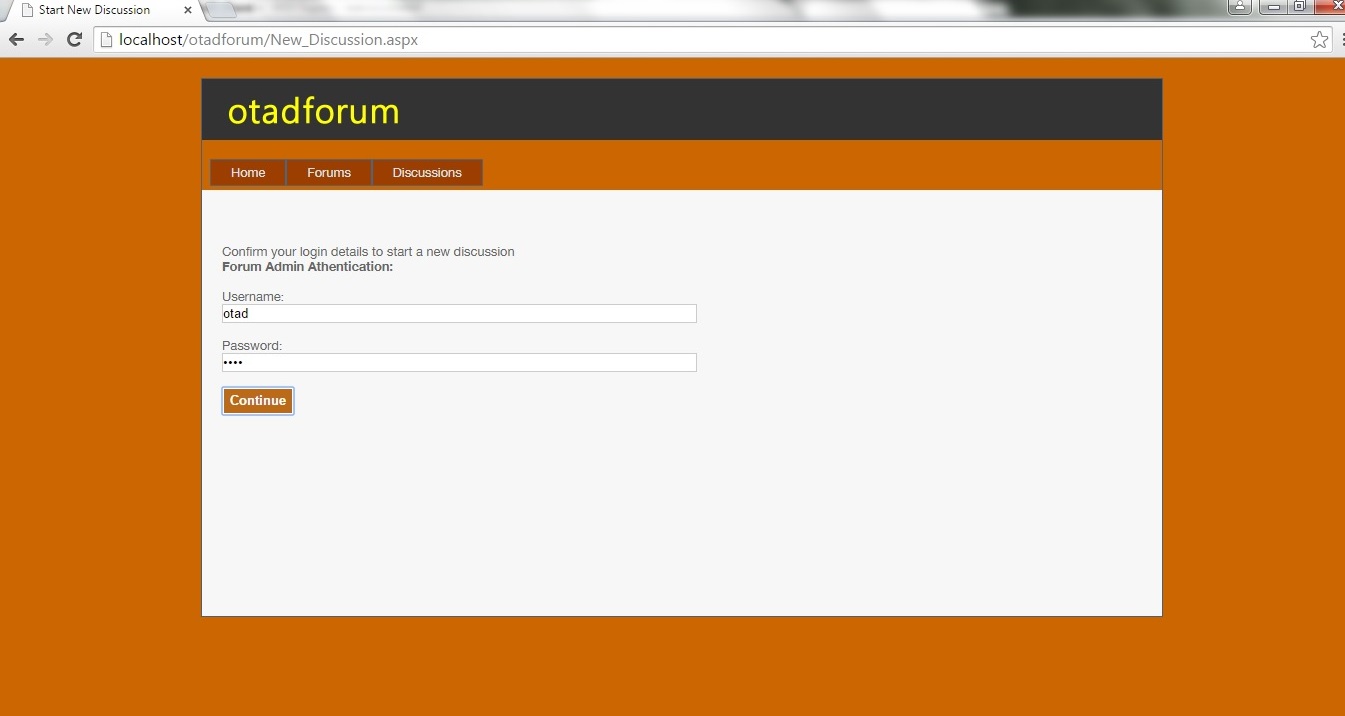 Start New Discussion
localhost/otadforum/New_Discussion.aspx
otadforum
Home Forums Discussions
Confirm your login details to start a new discussion
Forum Admin Athentication:
Username:
otad
Password:
••••
Continue